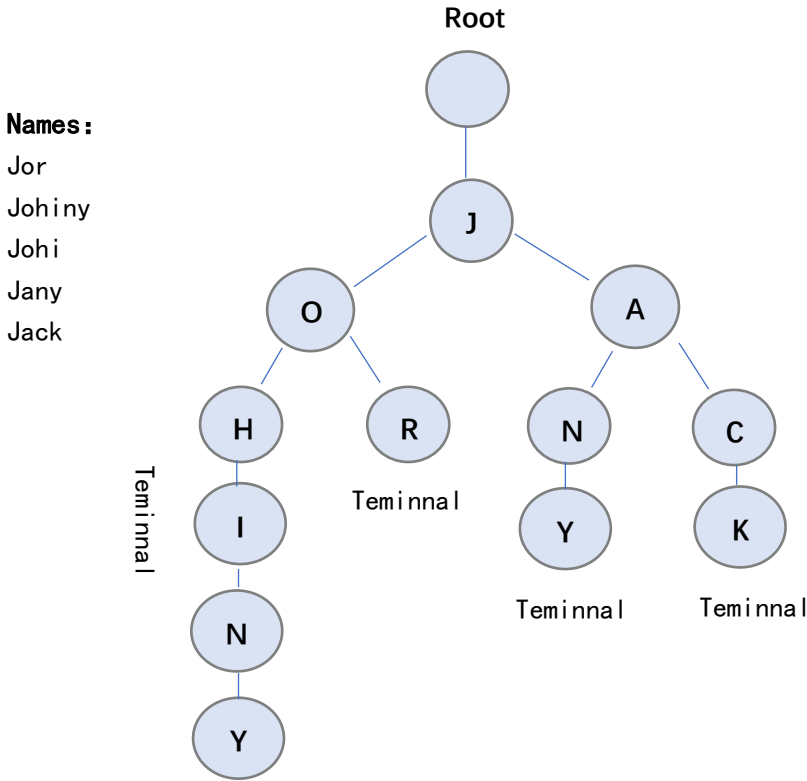 Root
Names:
Jor
Johiny
Johi
Jany
Jack
J
O
A
H
R
N
C
Teminnal
I
Teminnal
Y
K
Teminnal
Teminnal
N
Y